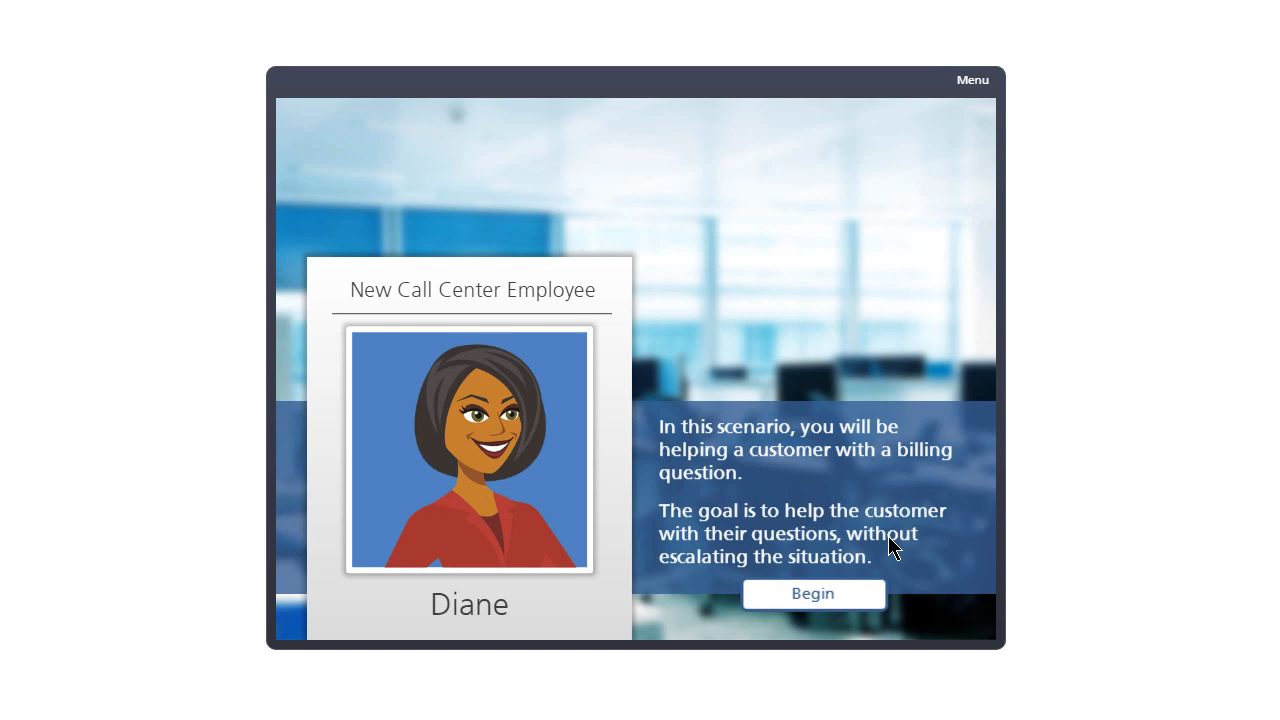 Menu
New Call Center Employee
Diane
In this scenario, you will be
helping a customer with a billing
question.
The goal is to help the customer
with their questions, without
escalating the situation.
Begin